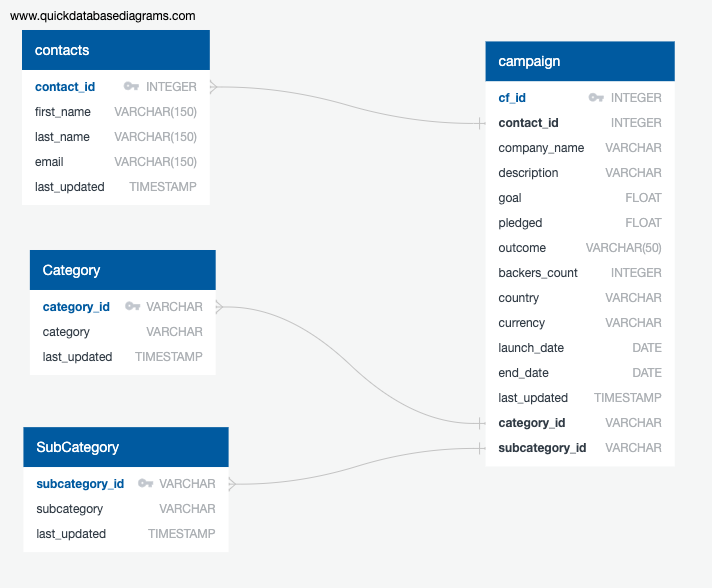 www.quickdatabasediagrams.com
contacts
contact_id INTEGER
first_name VARCHAR(150)
last_name VARCHAR(150)
email VARCHAR(150)
last_updated TIMESTAMP
Category
category_id VARCHAR
category VARCHAR
last_updated TIMESTAMP
SubCategory
subcategory_id VARCHAR
subcategory VARCHAR
last_updated TIMESTAMP
campaign
cf_id INTEGER
contact_id INTEGER
company_name VARCHAR
description VARCHAR
goal FLOAT
pledged FLOAT
outcome VARCHAR(50)
backers_count INTEGER
country VARCHAR
currency VARCHAR
launch_date DATE
end_date DATE
last_updated TIMESTAMP
category_id VARCHAR
subcategory_id VARCHAR